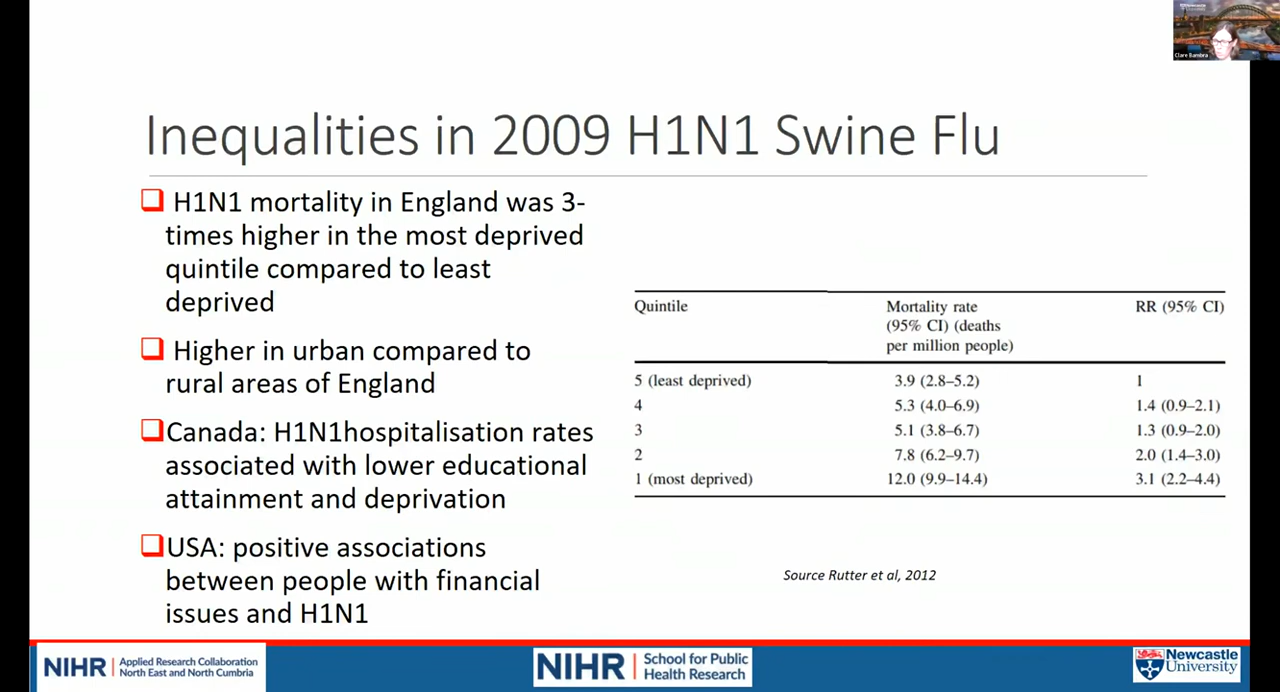 Newcastle
Clare Bambra
Inequalities in 2009 H1N1 Swine Flu
H1N1 mortality in England was 3-
times higher in the most deprived
quintile compared to least
deprived
Higher in urban compared to
rural areas of England
Canada: H1N1hospitalisation rates
associated with lower educational
attainment and deprivation
USA: positive associations
between people with financial
issues and H1N1
Quintile Mortality rate RR (95% CI)
(95% CI) (deaths
per million people)
5 (least deprived) 3.9 (2.8–5.2) 1
4 5.3 (4.0–6.9) 1.4 (0.9–2.1)
3 5.1 (3.8–6.7) 1.3 (0.9–2.0)
2 7.8 (6.2–9.7) 2.0 (1.4–3.0)
1 (most deprived) 12.0 (9.9–14.4) 3.1 (2.2–4.4)
Source Rutter et al, 2012
NIHR | Applied Research Collaboration
North East and North Cumbria
NIHR | School for Public
Health Research
Newcastle
University